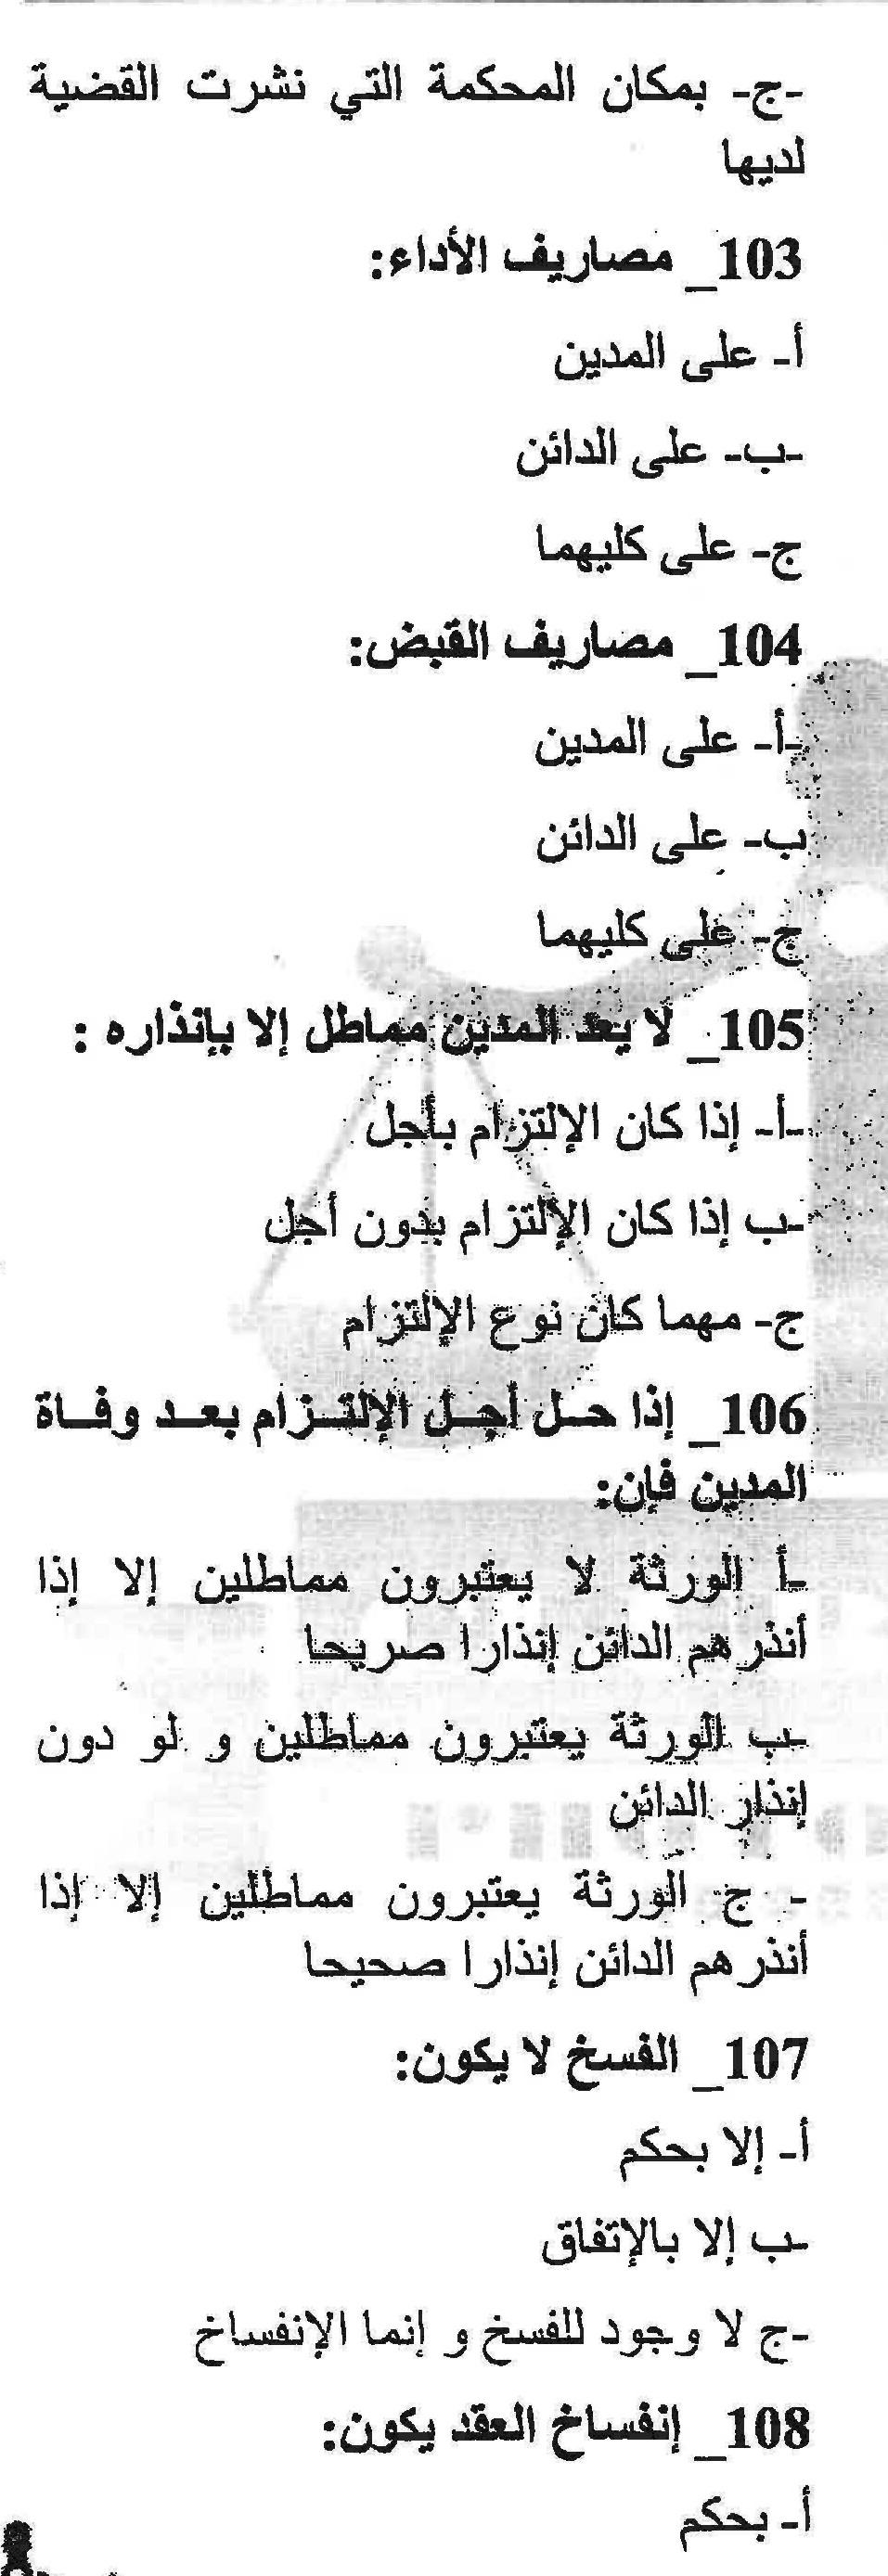 -ج- بمكان المحكمة التي نشرت القضية
لديها
103_ مصاريف الأداء:
أ- على المدين
-ب- على الدائن
ج- على كليهما
104_ مصاريف القبض:
-أ- على المدين
ب- على الدائن
ج- على كليهما
105_ لا يعد المدين مماطل إلا بإنذاره :
-أ- إذا كان الإلتزام بأجل
-ب إذا كان الإلتزام بدون أجل
ج- مهما كان نوع الإلتزام
106_ إذا حل أجل الإلتزام بعد وفاة
المدين فإن:
-أ الورثة لا يعتبرون مماطلين إلا إذا
أنذرهم الدائن إنذارا صريحا
-ب الورثة يعتبرون مماطلين و لو دون
إنذار الدائن
- ج الورثة يعتبرون مماطلين إلا إذا
أنذرهم الدائن إنذارا صحيحا
107_ الفسخ لا يكون:
أ- إلا بحكم
-ب إلا بالإتفاق
-ج لا وجود للفسخ و إنما الإنفساخ
108_ إنفساخ العقد يكون:
أ- بحكم